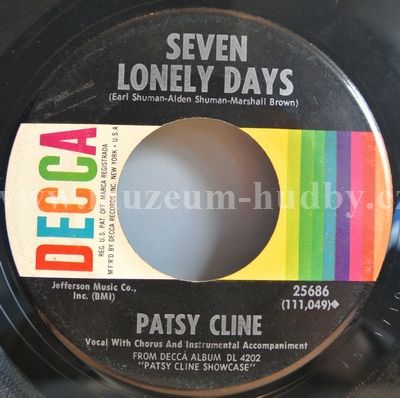 SEVEN
LONELY DAYS
(Earl Shuman-Alden Shuman-Marshall Brown)
DECCA
REG. U.S. PAT. OFF. MARCA REGISTRADA
M'F'R'D BY DECCA RECORDS INC. NEW YORK - U.S.A
www.muzeum-hudby.cz
Jefferson Music Co.,
Inc. (BMI)
25686
(111,049)◆
PATSY CLINE
Vocal With Chorus And Instrumental Accompaniment
FROM DECCA ALBUM DL 4202
"PATSY CLINE SHOWCASE"